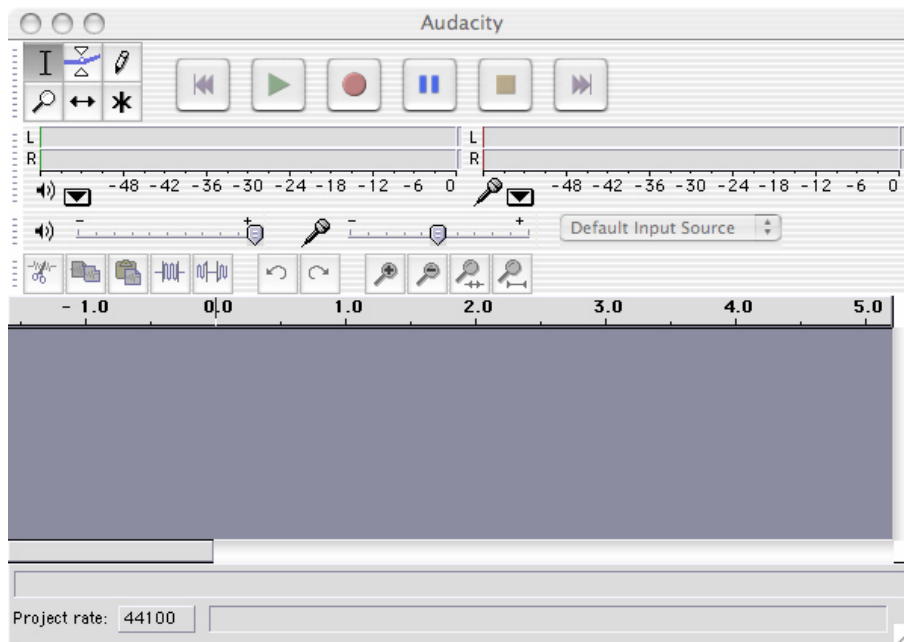 Audacity
L L
R R
-48 -42 -36 -30 -24 -18 -12 -6 0 -48 -42 -36 -30 -24 -18 -12 -6 0
- + - + Default Input Source
- 1.0 0.0 1.0 2.0 3.0 4.0 5.0
Project rate: 44100